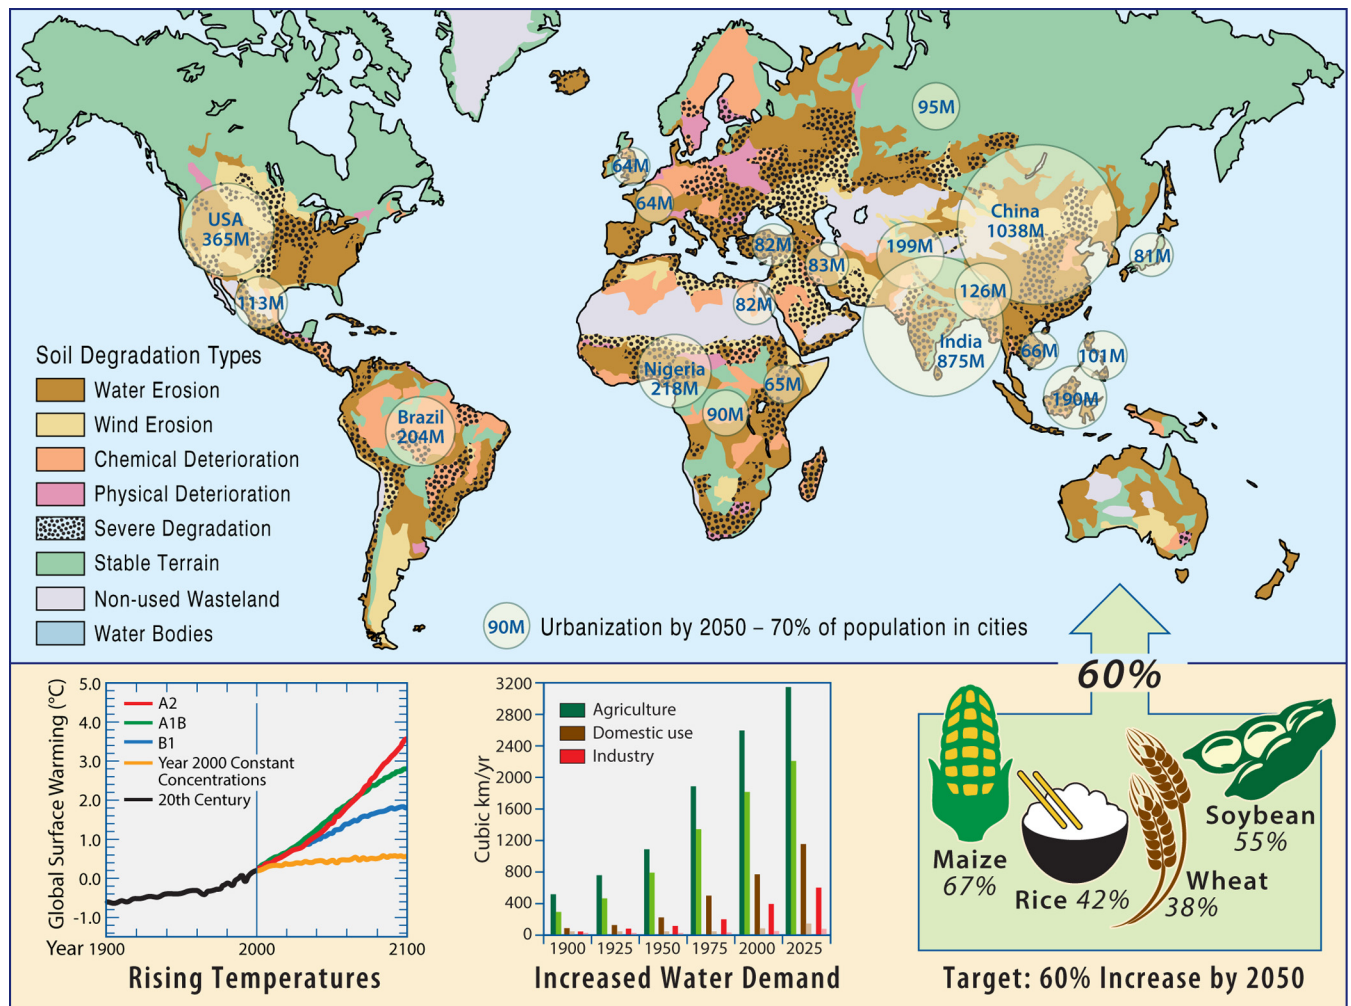 95M
64M
64M
USA
365M
China
1038M
82M
199M
81M
83M
113M
82M
126M
India
875M
66M
101M
Nigeria
218M
65M
190M
90M
Brazil
204M
Soil Degradation Types
Water Erosion
Wind Erosion
Chemical Deterioration
Physical Deterioration
Severe Degradation
Stable Terrain
Non-used Wasteland
Water Bodies
90M Urbanization by 2050 – 70% of population in cities
Global Surface Warming (°C)
5.0
4.0
3.0
2.0
1.0
0.0
-1.0
A2
A1B
B1
Year 2000 Constant
Concentrations
20th Century
Year 1900 2000 2100
Rising Temperatures
Cubic km/yr
3200
2800
2400
2000
1600
1200
800
400
0
Agriculture
Domestic use
Industry
1900 1925 1950 1975 2000 2025
Increased Water Demand
60%
Maize
67%
Rice 42%
Wheat
38%
Soybean
55%
Target: 60% Increase by 2050